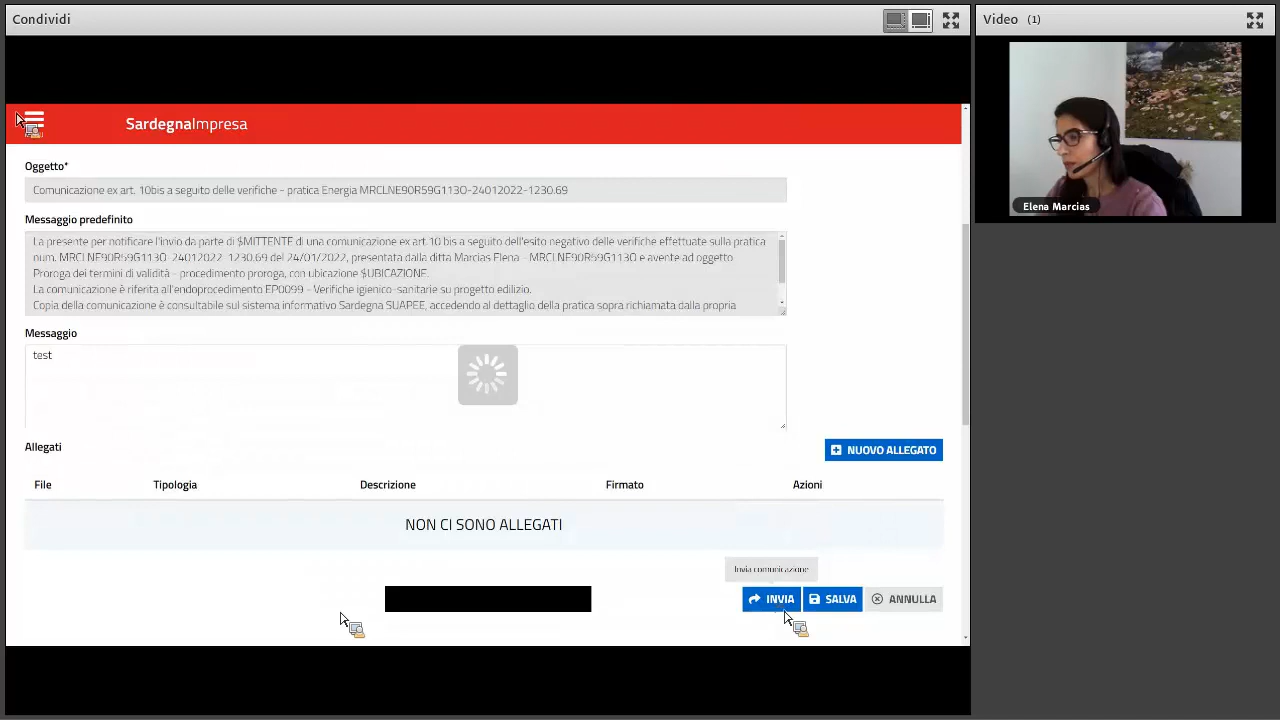 Condividi
Video (1)
SardegnaImpresa
Oggetto*
Comunicazione ex art. 10bis a seguito delle verifiche - pratica Energia MRCLNE90R59G113O-24012022-1230.69
Messaggio predefinito
La presente per notificare l'invio da parte di $MITTENTE di una comunicazione ex art.10 bis a seguito dell'esito negativo delle verifiche effettuate sulla pratica
num. MRCLNE90R59G113O-24012022-1230.69 del 24/01/2022, presentata dalla ditta Marcias Elena - MRCLNE90R59G113O e avente ad oggetto
Proroga dei termini di validità - procedimento proroga, con ubicazione $UBICAZIONE.
La comunicazione è riferita all'endoprocedimento EP0099 - Verifiche igienico-sanitarie su progetto edilizio.
Copia della comunicazione è consultabile sul sistema informativo Sardegna SUAPEE, accedendo al dettaglio della pratica sopra richiamata dalla propria
Messaggio
test
Allegati
NUOVO ALLEGATO
File Tipologia Descrizione Firmato Azioni
NON CI SONO ALLEGATI
Invia comunicazione
INVIA SALVA ANNULLA
Elena Marcias